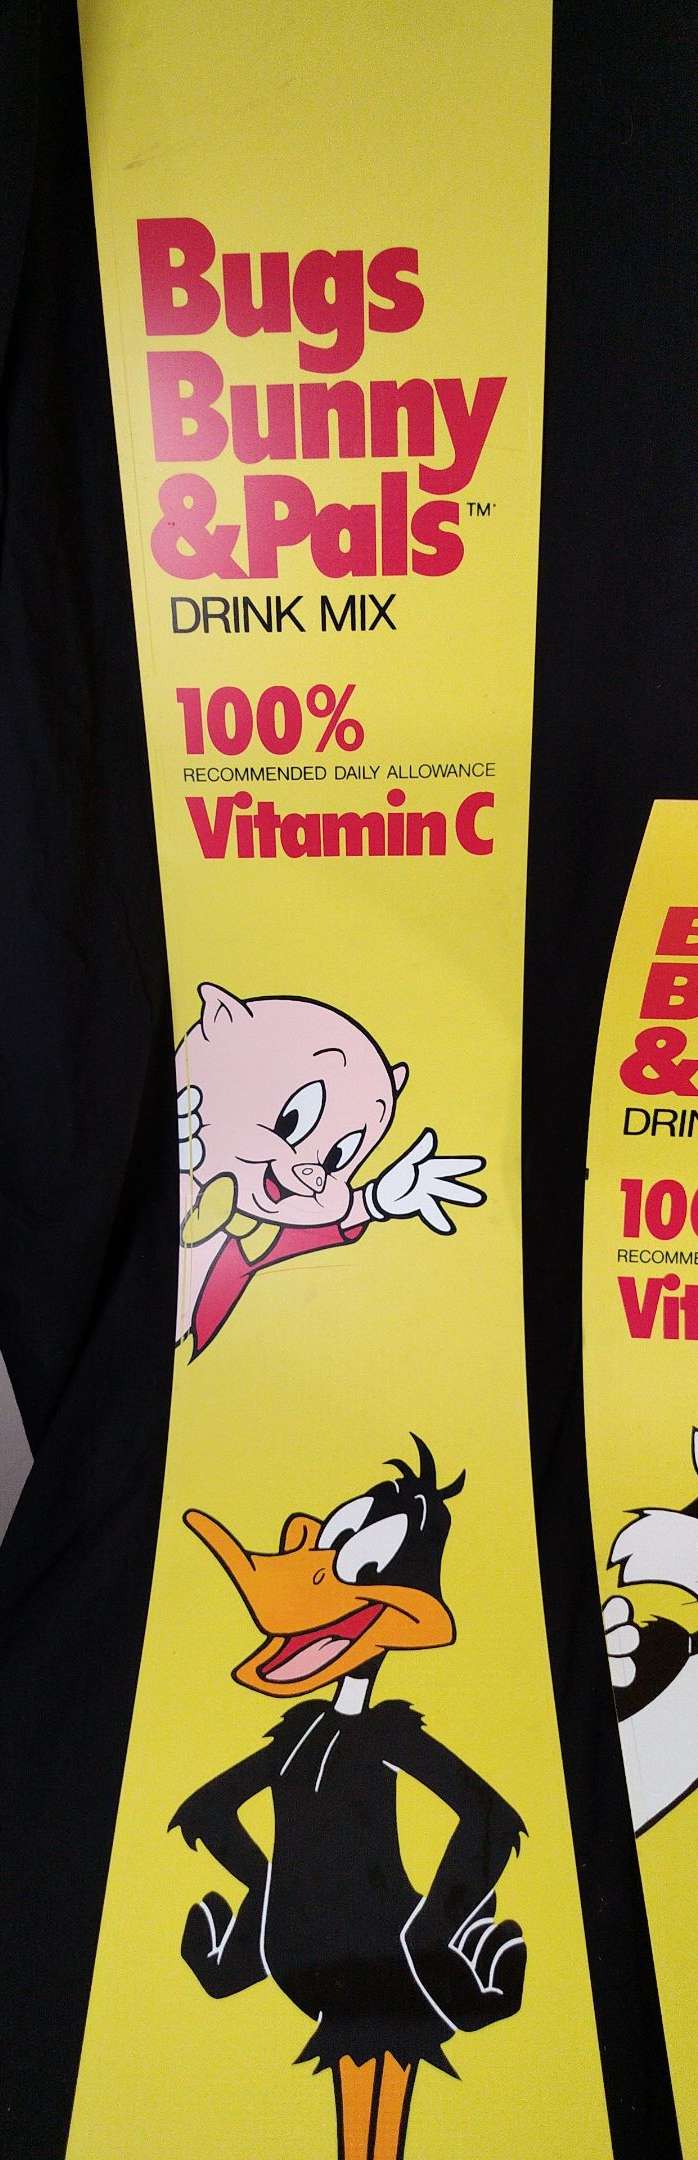 Bugs
Bunny
&Pals™
DRINK MIX
100%
RECOMMENDED DAILY ALLOWANCE
Vitamin C
&